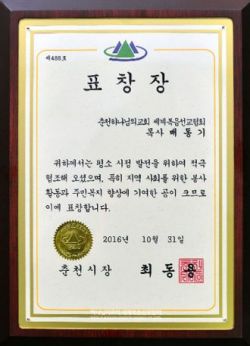 제488호
표창장
춘천하나님의교회 세계복음선교협회
목사 배동기
귀하께서는 평소 시정 발전을 위하여 적극
협조해 오셨으며, 특히 지역 사회를 위한 봉사
활동과 주민복지 향상에 기여한 공이 크므로
이에 표창합니다.
2016년 10월 31일
춘천시장 최동용